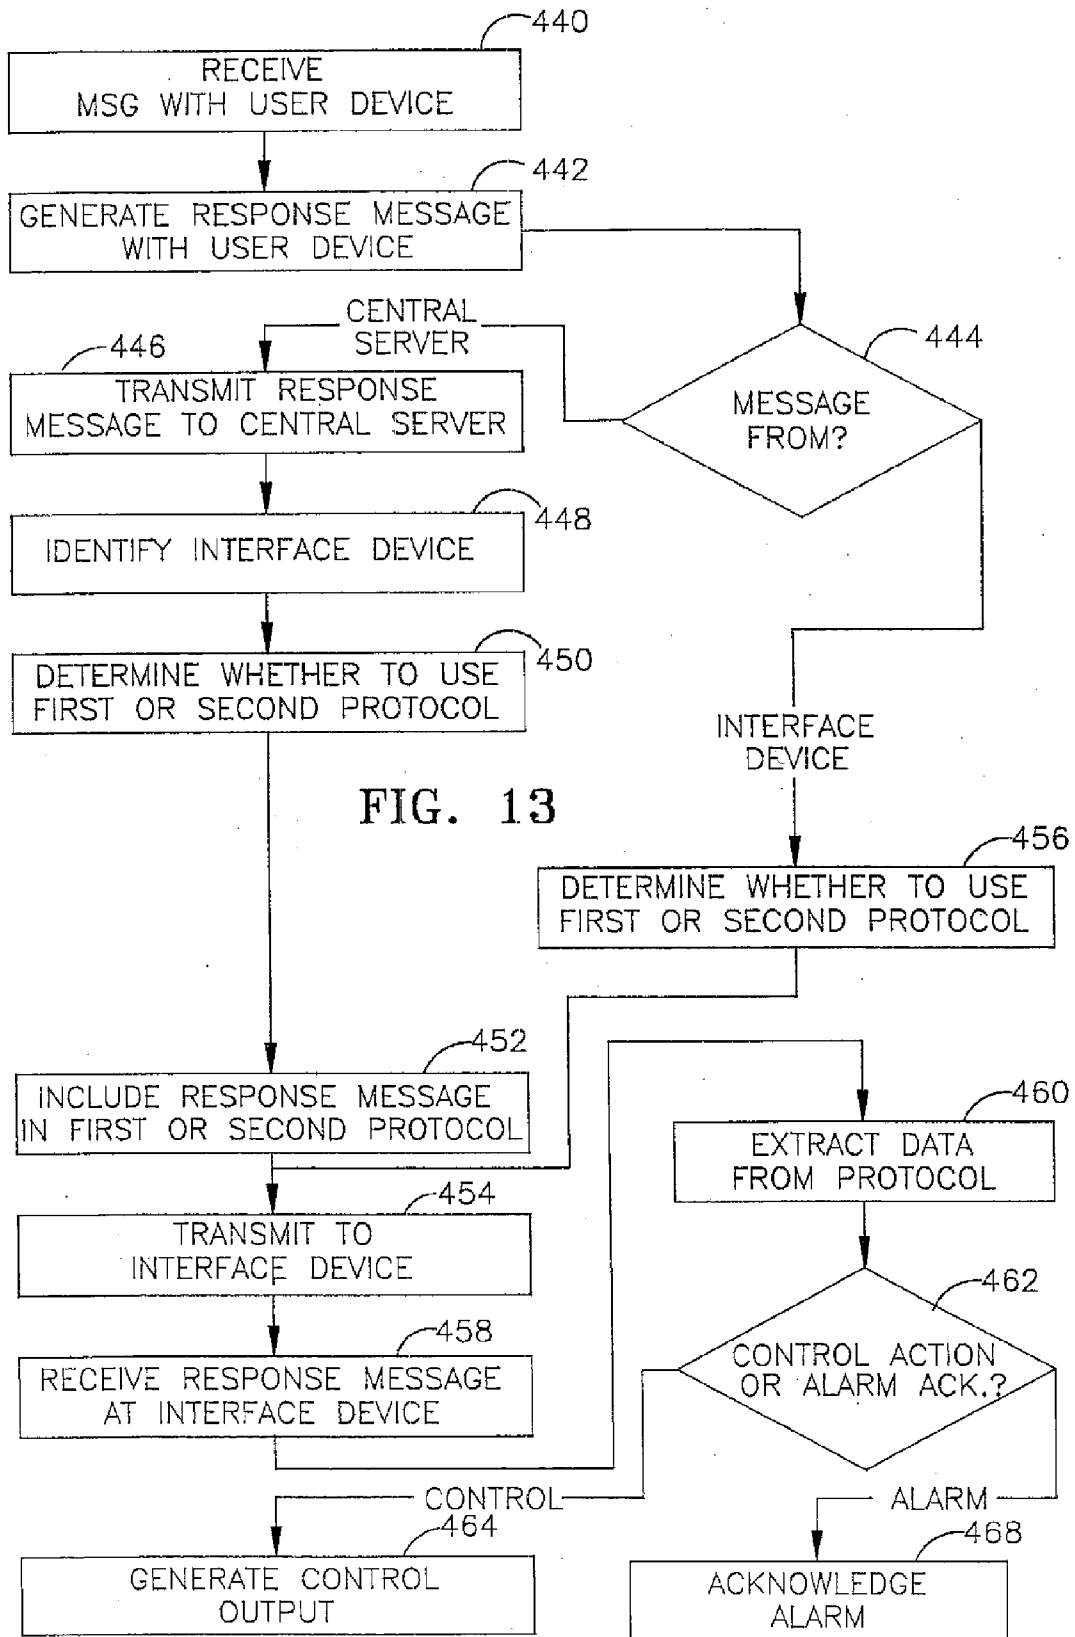 440
RECEIVE
MSG WITH USER DEVICE
442
GENERATE RESPONSE MESSAGE
WITH USER DEVICE
CENTRAL
SERVER
444
MESSAGE
FROM?
446
TRANSMIT RESPONSE
MESSAGE TO CENTRAL SERVER
448
IDENTIFY INTERFACE DEVICE
450
DETERMINE WHETHER TO USE
FIRST OR SECOND PROTOCOL
INTERFACE
DEVICE
FIG. 13
456
DETERMINE WHETHER TO USE
FIRST OR SECOND PROTOCOL
452
INCLUDE RESPONSE MESSAGE
IN FIRST OR SECOND PROTOCOL
454
TRANSMIT TO
INTERFACE DEVICE
458
RECEIVE RESPONSE MESSAGE
AT INTERFACE DEVICE
460
EXTRACT DATA
FROM PROTOCOL
462
CONTROL ACTION
OR ALARM ACK.?
CONTROL
464
GENERATE CONTROL
OUTPUT
ALARM
468
ACKNOWLEDGE
ALARM